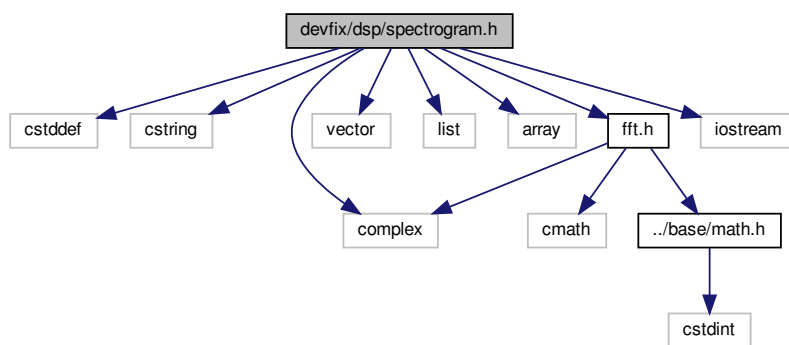 devfix/dsp/spectrogram.h
cstddef
cstring
vector
list
array
fft.h
iostream
complex
cmath
../base/math.h
cstdint